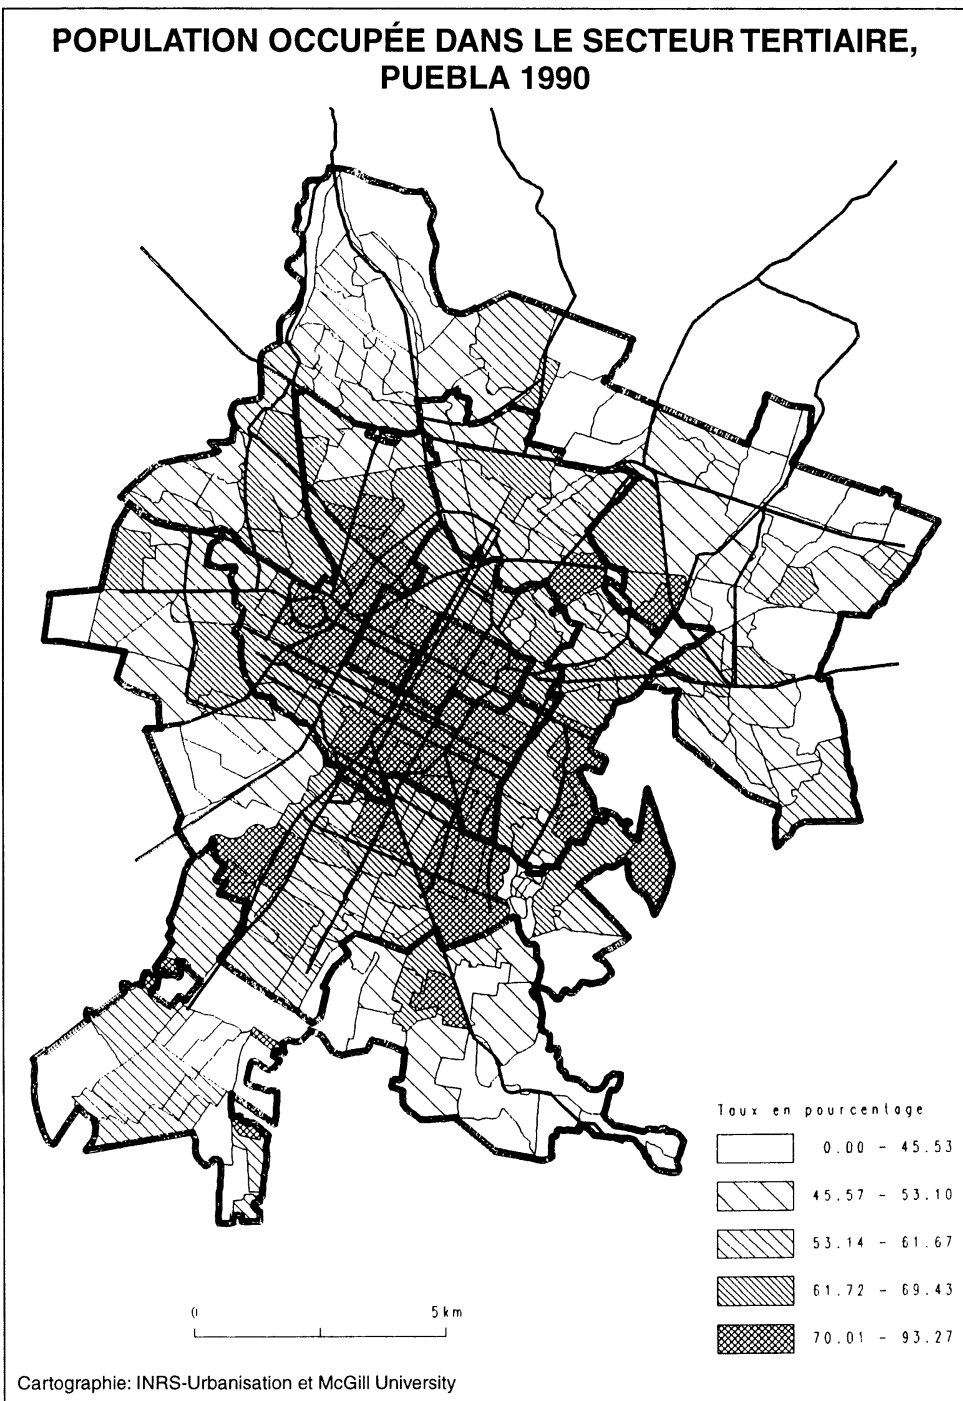 POPULATION OCCUPÉE DANS LE SECTEUR TERTIAIRE,
PUEBLA 1990
Taux en pourcentage
0.00 - 45.53
45.57 - 53.10
53.14 - 61.67
61.72 - 69.43
70.01 - 93.27
0 5 km
Cartographie: INRS-Urbanisation et McGill University